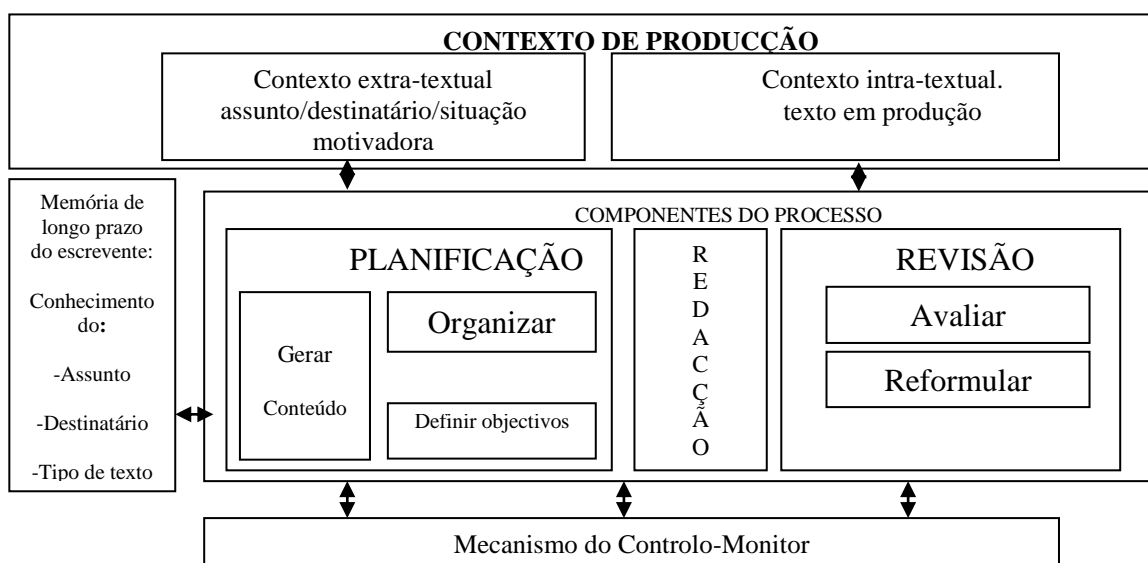 CONTEXTO DE PRODUCÇÃO
Contexto extra-textual
assunto/destinatário/situação
motivadora
Contexto intra-textual.
texto em produção
Memória de
longo prazo
do escrevente:
Conhecimento
do:
-Assunto
-Destinatário
-Tipo de texto
COMPONENTES DO PROCESSO
PLANIFICAÇÃO
Gerar
Conteúdo
Organizar
Definir objectivos
R
E
D
A
C
Ç
Ã
O
REVISÃO
Avaliar
Reformular
Mecanismo do Controlo-Monitor